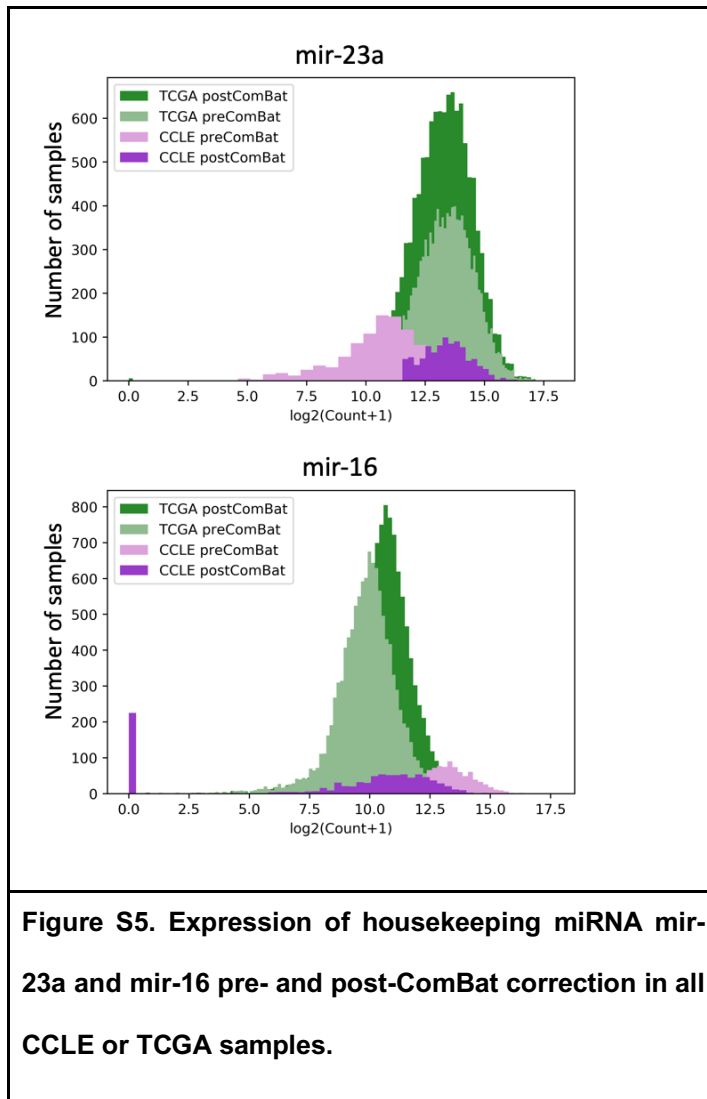 mir-23a
TCGA postComBat
TCGA preComBat
CCLE preComBat
CCLE postComBat
Number of samples
600
500
400
300
200
100
0
0.0 2.5 5.0 7.5 10.0 12.5 15.0 17.5
log2(Count+1)
mir-16
TCGA postComBat
TCGA preComBat
CCLE preComBat
CCLE postComBat
Number of samples
800
700
600
500
400
300
200
100
0
0.0 2.5 5.0 7.5 10.0 12.5 15.0 17.5
log2(Count+1)
Figure S5. Expression of housekeeping miRNA mir-
23a and mir-16 pre- and post-ComBat correction in all
CCLE or TCGA samples.